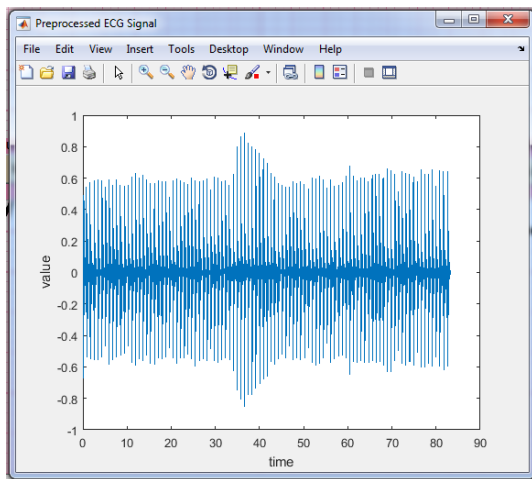 Preprocessed ECG Signal
File Edit View Insert Tools Desktop Window Help
1
0.8
0.6
0.4
0.2
0
-0.2
-0.4
-0.6
-0.8
-1
value
0 10 20 30 40 50 60 70 80 90
time